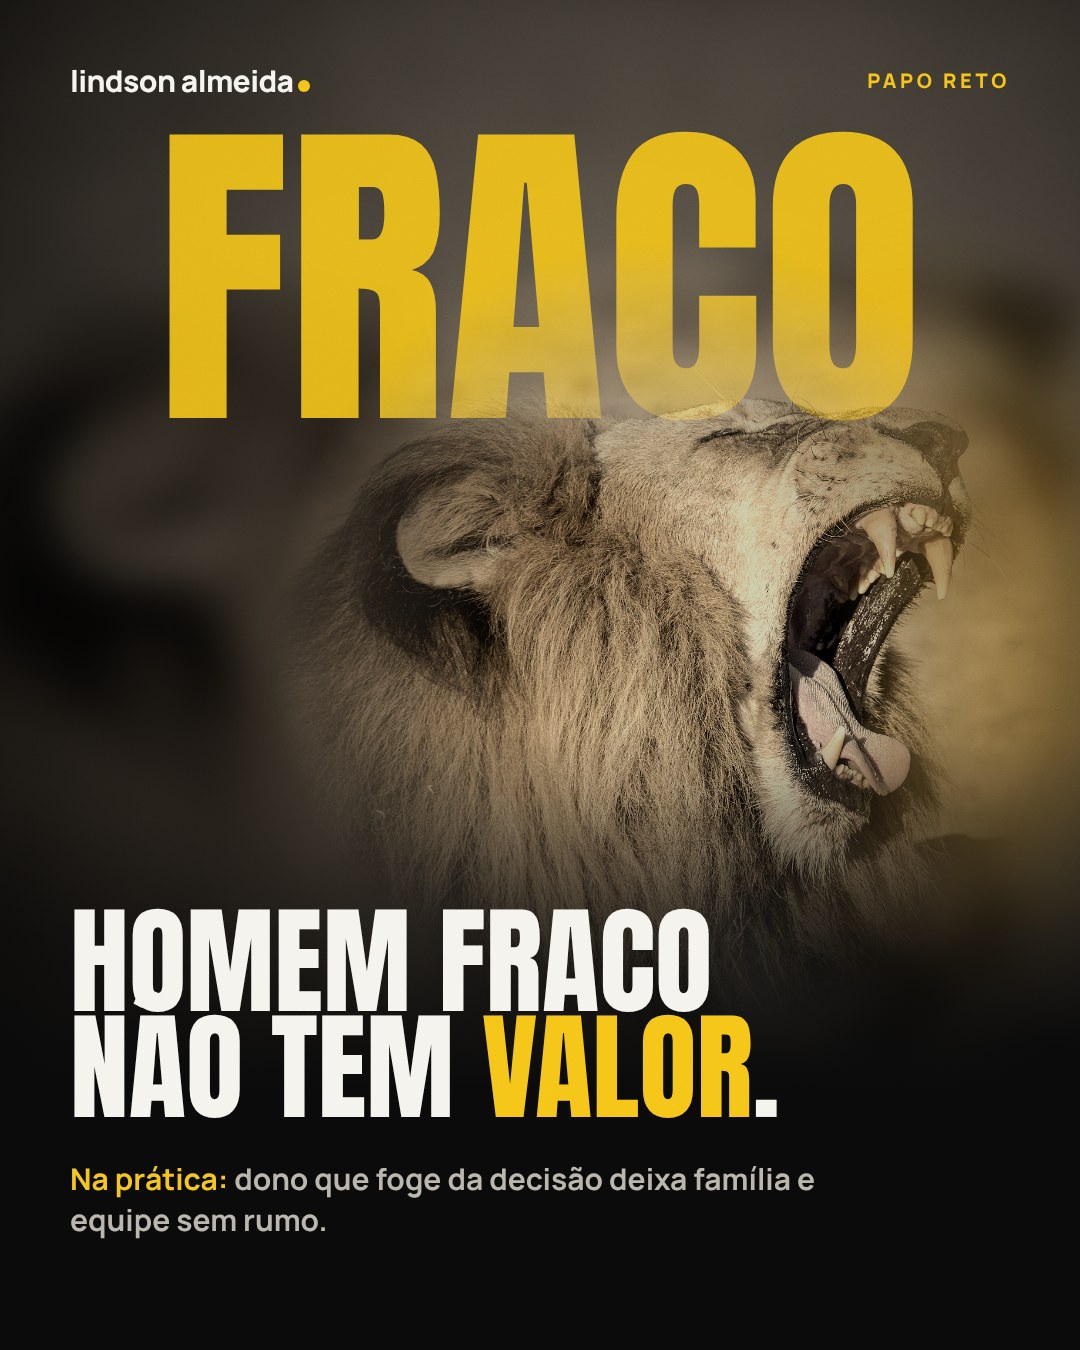 lindson almeida
PAPO RETO
FRACO
HOMEM FRACO
NÃO TEM VALOR.
Na prática: dono que foge da decisão deixa família e
equipe sem rumo.